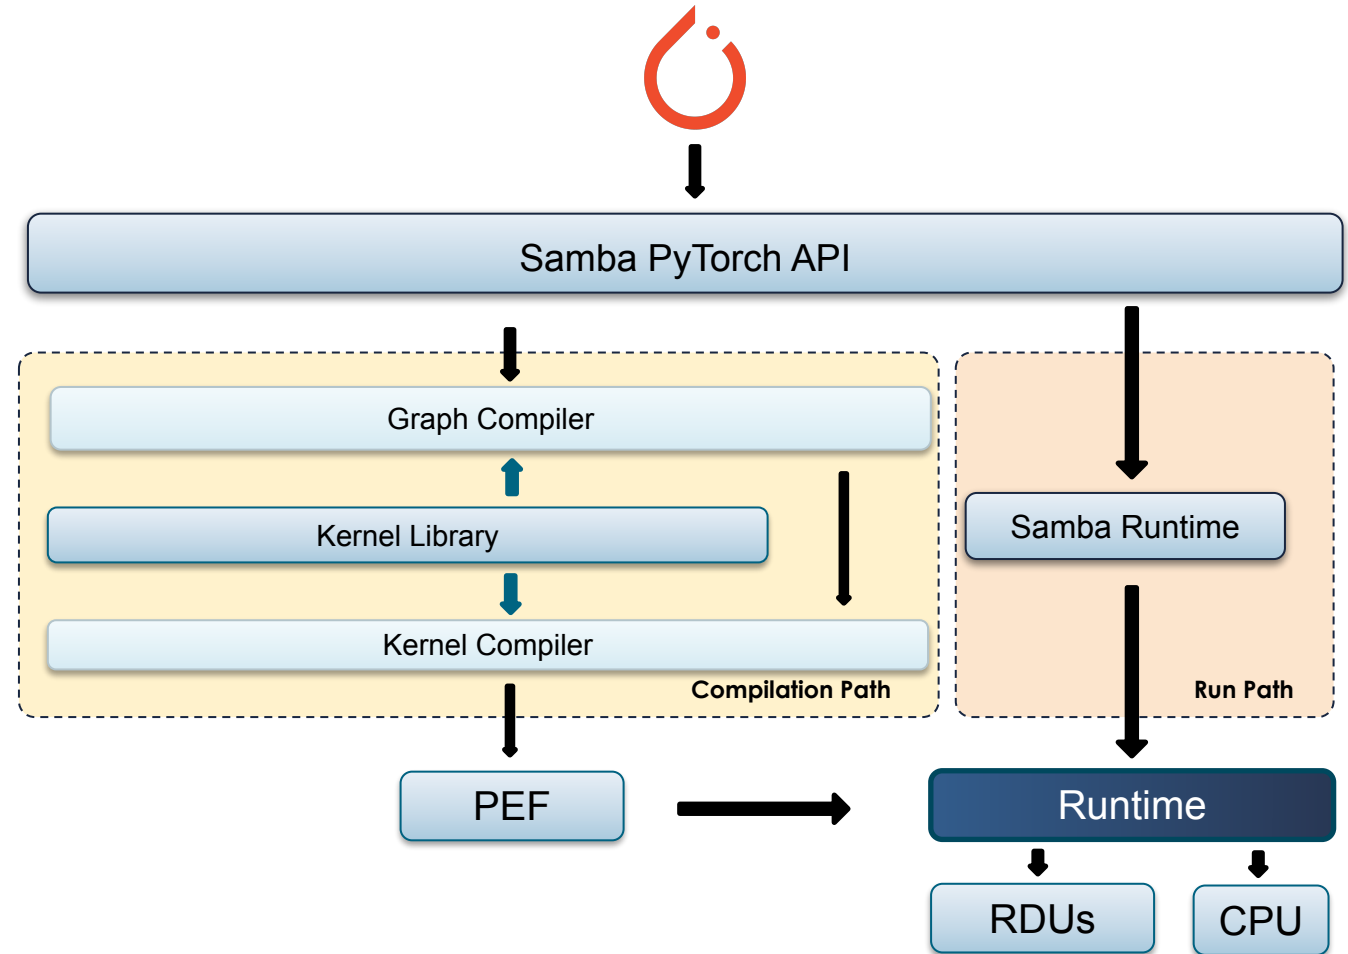 Samba PyTorch API
Graph Compiler
Kernel Library
Kernel Compiler
Compilation Path
Samba Runtime
Run Path
PEF
Runtime
RDUs
CPU